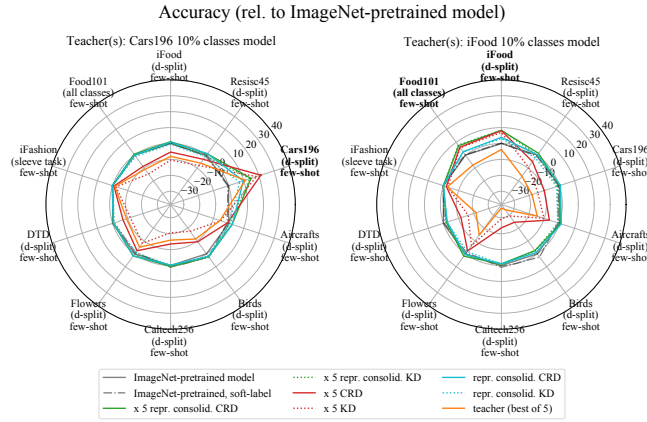 Accuracy (rel. to ImageNet-pretrained model)
Teacher(s): Cars196 10% classes model
iFood
(d-split)
few-shot
Food101
(all classes)
few-shot
Resisc45
(d-split)
few-shot
iFashion
(sleeve task)
few-shot
Cars196
(d-split)
few-shot
DTD
(d-split)
few-shot
Aircrafts
(d-split)
few-shot
Flowers
(d-split)
few-shot
Birds
(d-split)
few-shot
Caltech256
(d-split)
few-shot
40
30
20
10
0
−10
−20
−30
Teacher(s): iFood 10% classes model
iFood
(d-split)
few-shot
Food101
(all classes)
few-shot
Resisc45
(d-split)
few-shot
iFashion
(sleeve task)
few-shot
Cars196
(d-split)
few-shot
DTD
(d-split)
few-shot
Aircrafts
(d-split)
few-shot
Flowers
(d-split)
few-shot
Birds
(d-split)
few-shot
Caltech256
(d-split)
few-shot
40
30
20
10
0
−10
−20
−30
ImageNet-pretrained model
ImageNet-pretrained, soft-label
x 5 repr. consolid. CRD
x 5 repr. consolid. KD
x 5 CRD
x 5 KD
repr. consolid. CRD
repr. consolid. KD
teacher (best of 5)